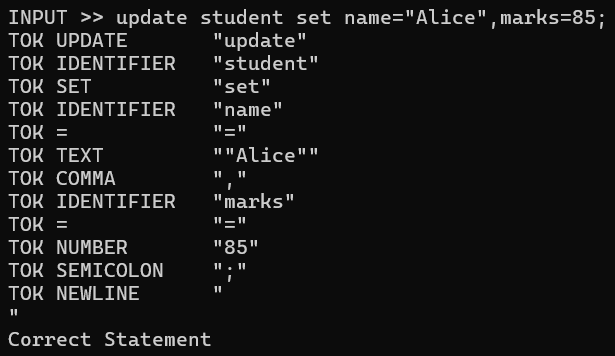 INPUT >> update student set name="Alice",marks=85;
TOK UPDATE       "update"
TOK IDENTIFIER   "student"
TOK SET          "set"
TOK IDENTIFIER   "name"
TOK =            "="
TOK TEXT         ""Alice""
TOK COMMA        ","
TOK IDENTIFIER   "marks"
TOK =            "="
TOK NUMBER       "85"
TOK SEMICOLON    ";"
TOK NEWLINE      "
"
Correct Statement